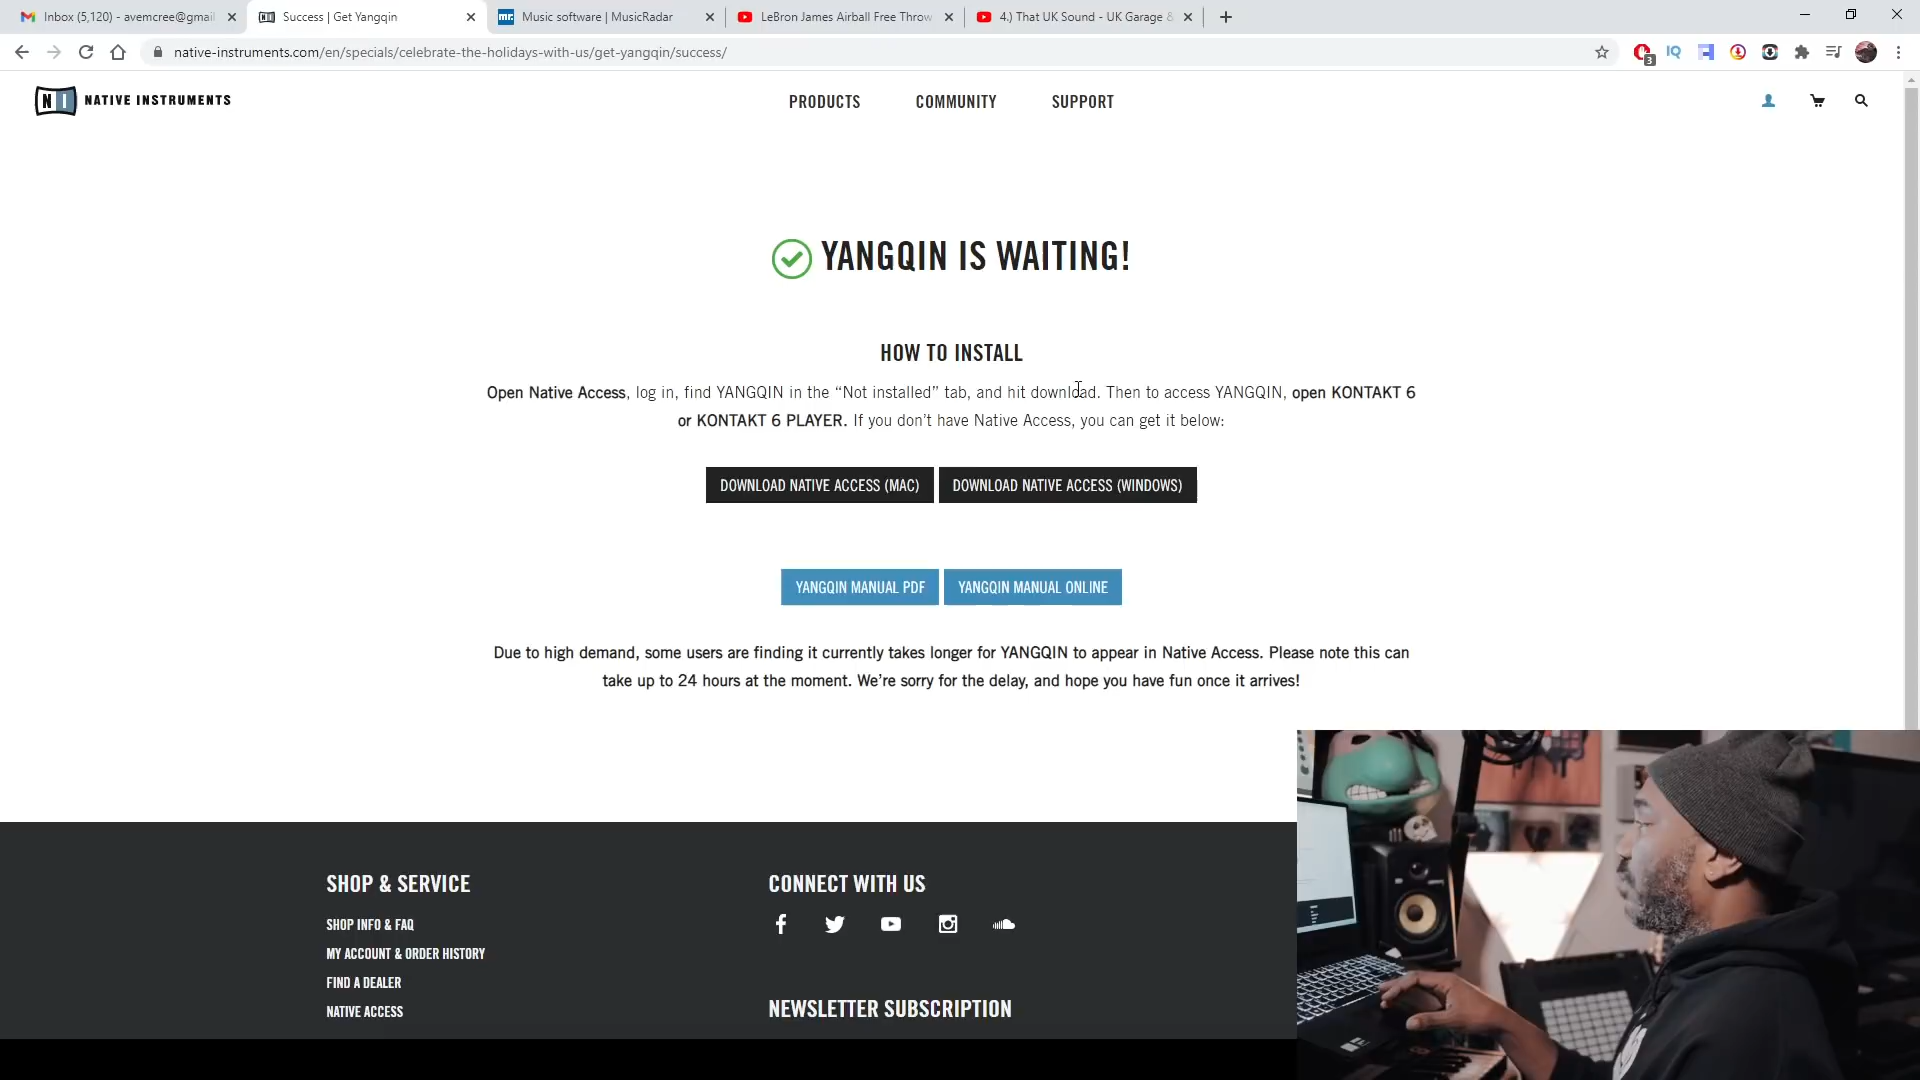 Inbox (5,120) - avemcree@gmail
Success | Get Yangqin
mr. Music software | MusicRadar
LeBron James Airball Free Throw
4.) That UK Sound - UK Garage &
native-instruments.com/en/specials/celebrate-the-holidays-with-us/get-yangqin/success/
IQ
3
NI NATIVE INSTRUMENTS
PRODUCTS
COMMUNITY
SUPPORT
YANGQIN IS WAITING!
HOW TO INSTALL
Open Native Access, log in, find YANGQIN in the “Not installed” tab, and hit download. Then to access YANGQIN, open KONTAKT 6
or KONTAKT 6 PLAYER. If you don’t have Native Access, you can get it below:
DOWNLOAD NATIVE ACCESS (MAC)
DOWNLOAD NATIVE ACCESS (WINDOWS)
YANGQIN MANUAL PDF
YANGQIN MANUAL ONLINE
Due to high demand, some users are finding it currently takes longer for YANGQIN to appear in Native Access. Please note this can
take up to 24 hours at the moment. We’re sorry for the delay, and hope you have fun once it arrives!
SHOP & SERVICE
CONNECT WITH US
SHOP INFO & FAQ
MY ACCOUNT & ORDER HISTORY
FIND A DEALER
NATIVE ACCESS
NEWSLETTER SUBSCRIPTION